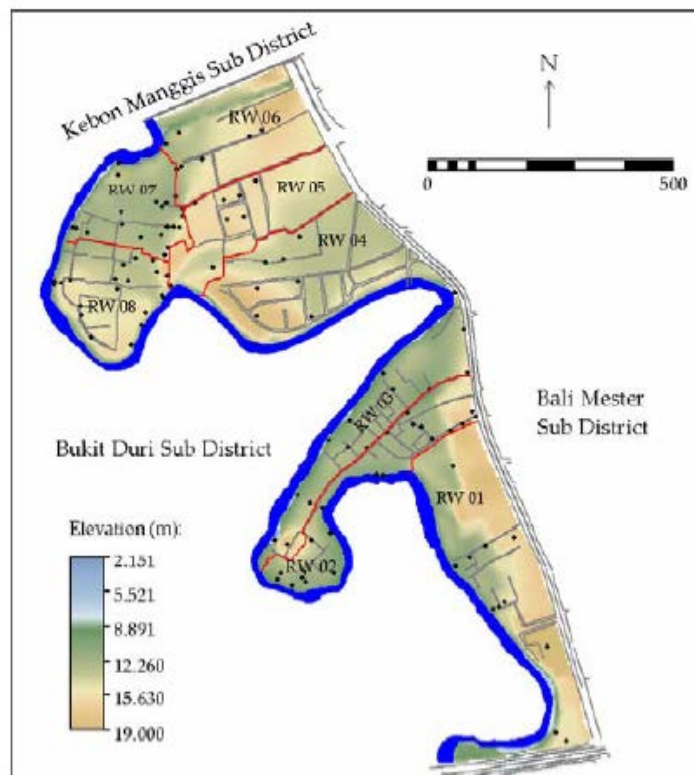 Kebon Manggis Sub District
N
0 500
RW 06
RW 07
RW 05
RW 04
RW 08
Bali Mester
Sub District
RW 03
Bukit Duri Sub District
RW 01
RW 02
Elevation (m):
2.151
5.521
8.891
12.260
15.630
19.000